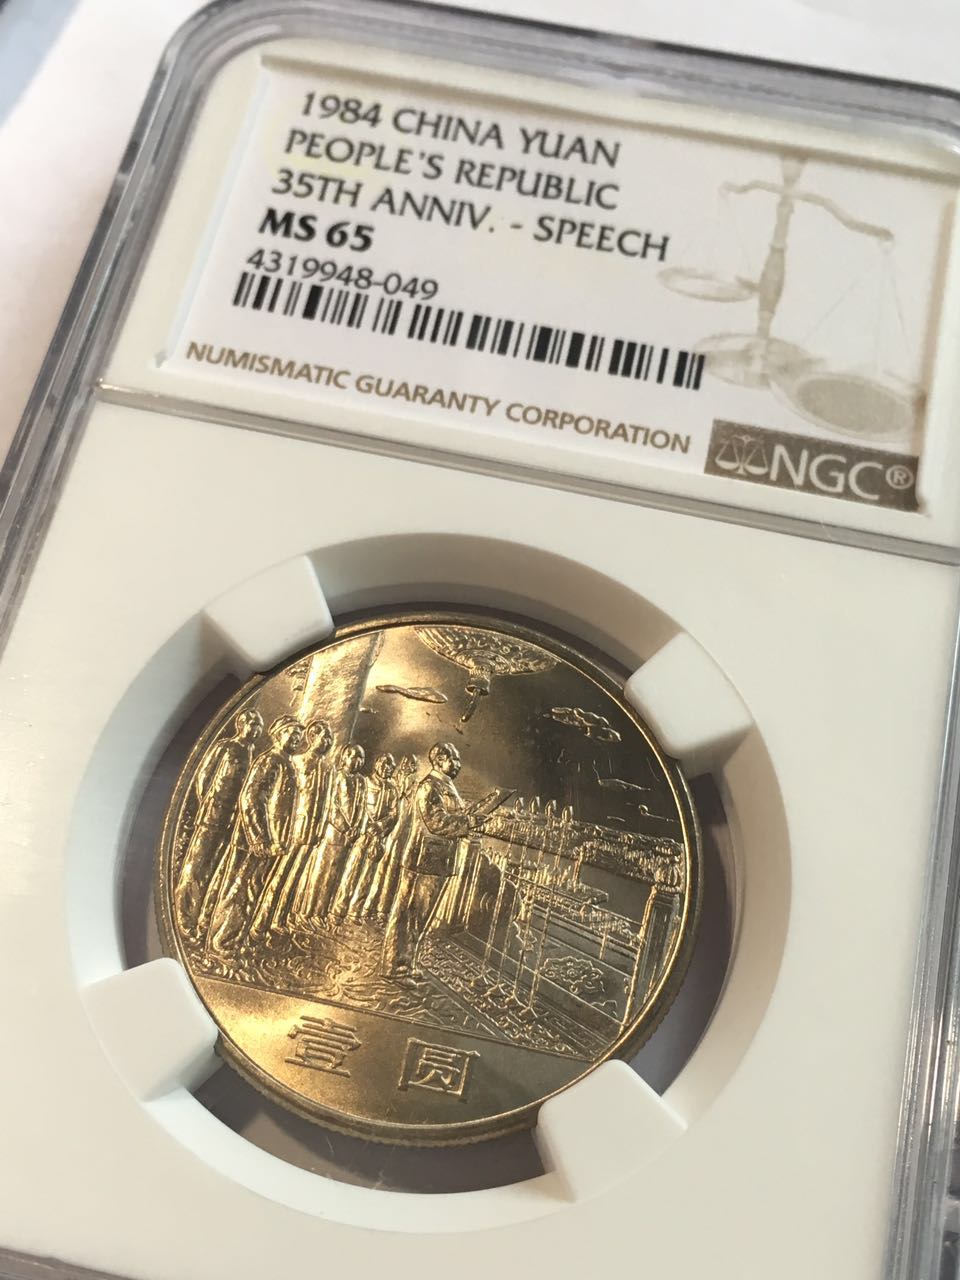 1984 CHINA YUAN
PEOPLE'S REPUBLIC
35TH ANNIV. - SPEECH
MS 65
4319948-049
NUMISMATIC GUARANTY CORPORATION
NGC®
壹圆